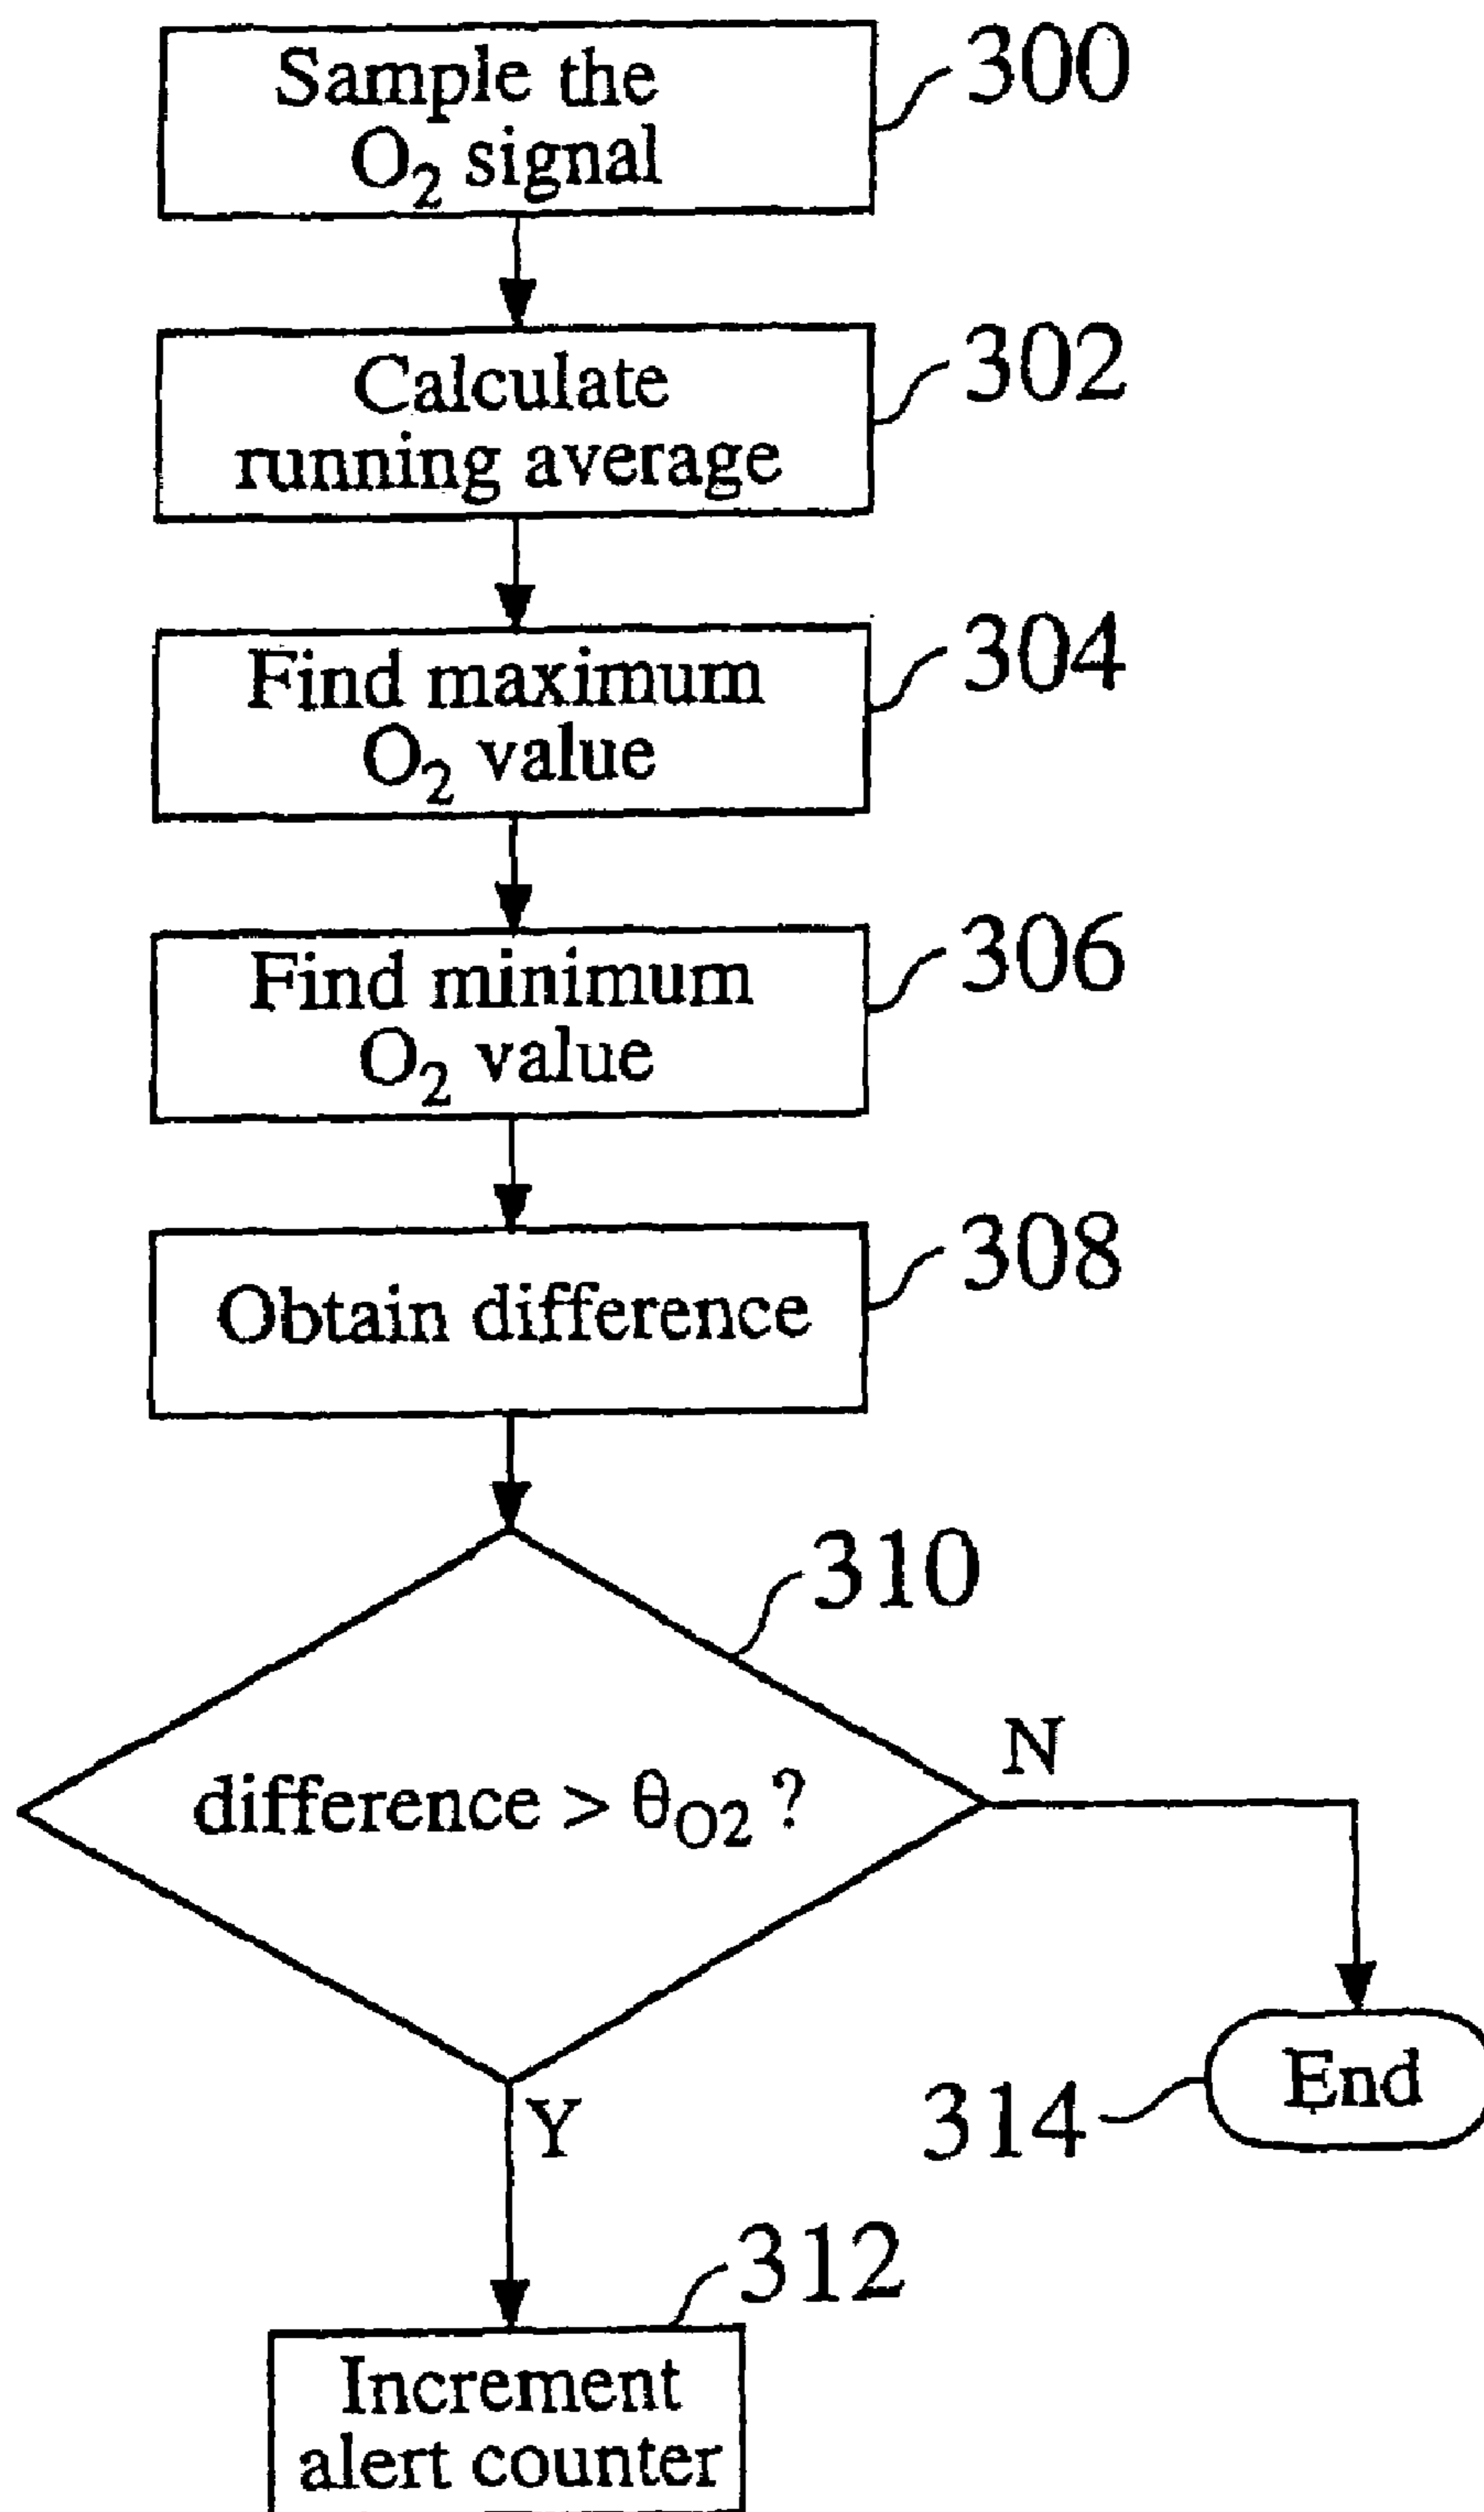 Sample the
O₂ signal
300
Calculate
running average
302
Find maximum
O₂ value
304
Find minimum
O₂ value
306
Obtain difference
308
310
difference > θO2 ?
N
Y
End
314
312
Increment
alert counter